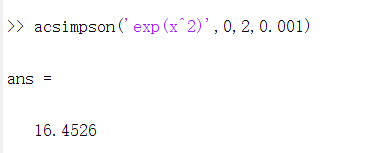 >> acsimpson('exp(x^2)',0,2,0.001)
ans =
16.4526